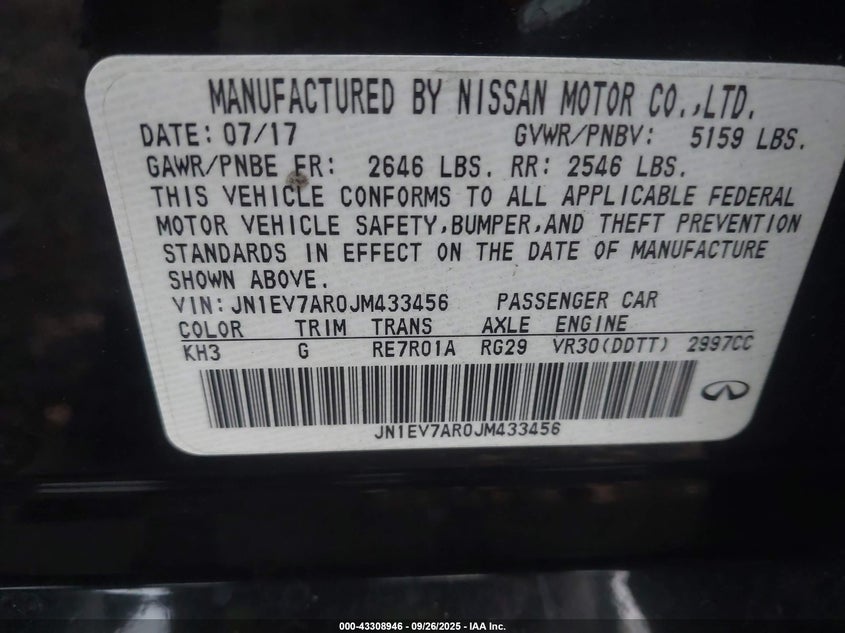 MANUFACTURED BY NISSAN MOTOR CO.,LTD.
DATE: 07/17 GVWR/PNBV: 5159 LBS.
GAWR/PNBE FR: 2646 LBS. RR: 2546 LBS.
THIS VEHICLE CONFORMS TO ALL APPLICABLE FEDERAL
MOTOR VEHICLE SAFETY,BUMPER,AND THEFT PREVENTION
STANDARDS IN EFFECT ON THE DATE OF MANUFACTURE
SHOWN ABOVE.
VIN: JN1EV7AR0JM433456 PASSENGER CAR
COLOR TRIM TRANS AXLE ENGINE
KH3 G RE7R01A RG29 VR30(DDTT) 2997CC
JN1EV7AR0JM433456
000-43308946 - 09/26/2025 - IAA Inc.